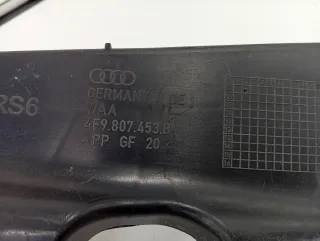 RS6
GERMANY
VAA
4F9.807.453.B
PP GF 20